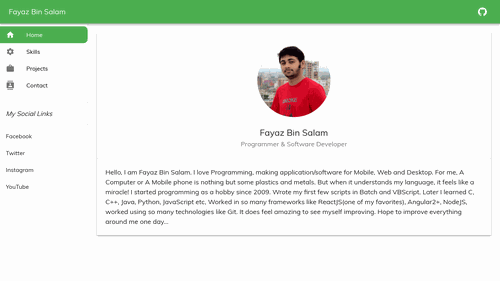 Fayaz Bin Salam
Home
Skills
Projects
Contact
My Social Links
Facebook
Twitter
Instagram
YouTube
Fayaz Bin Salam
Programmer & Software Developer
Hello, I am Fayaz Bin Salam. I love Programming, making application/software for Mobile, Web and Desktop. For me, A
Computer or A Mobile phone is nothing but some plastics and metals. But when it understands my language, it feels like a
miracle! I started programming as a hobby since 2009. Wrote my first few scripts in Batch and VBScript. Later I learned C,
C++, Java, Python, JavaScript etc, Worked in so many frameworks like ReactJS(one of my favorites), Angular2+, NodeJS,
worked using so many technologies like Git. It does feel amazing to see myself improving. Hope to improve everything
around me one day...